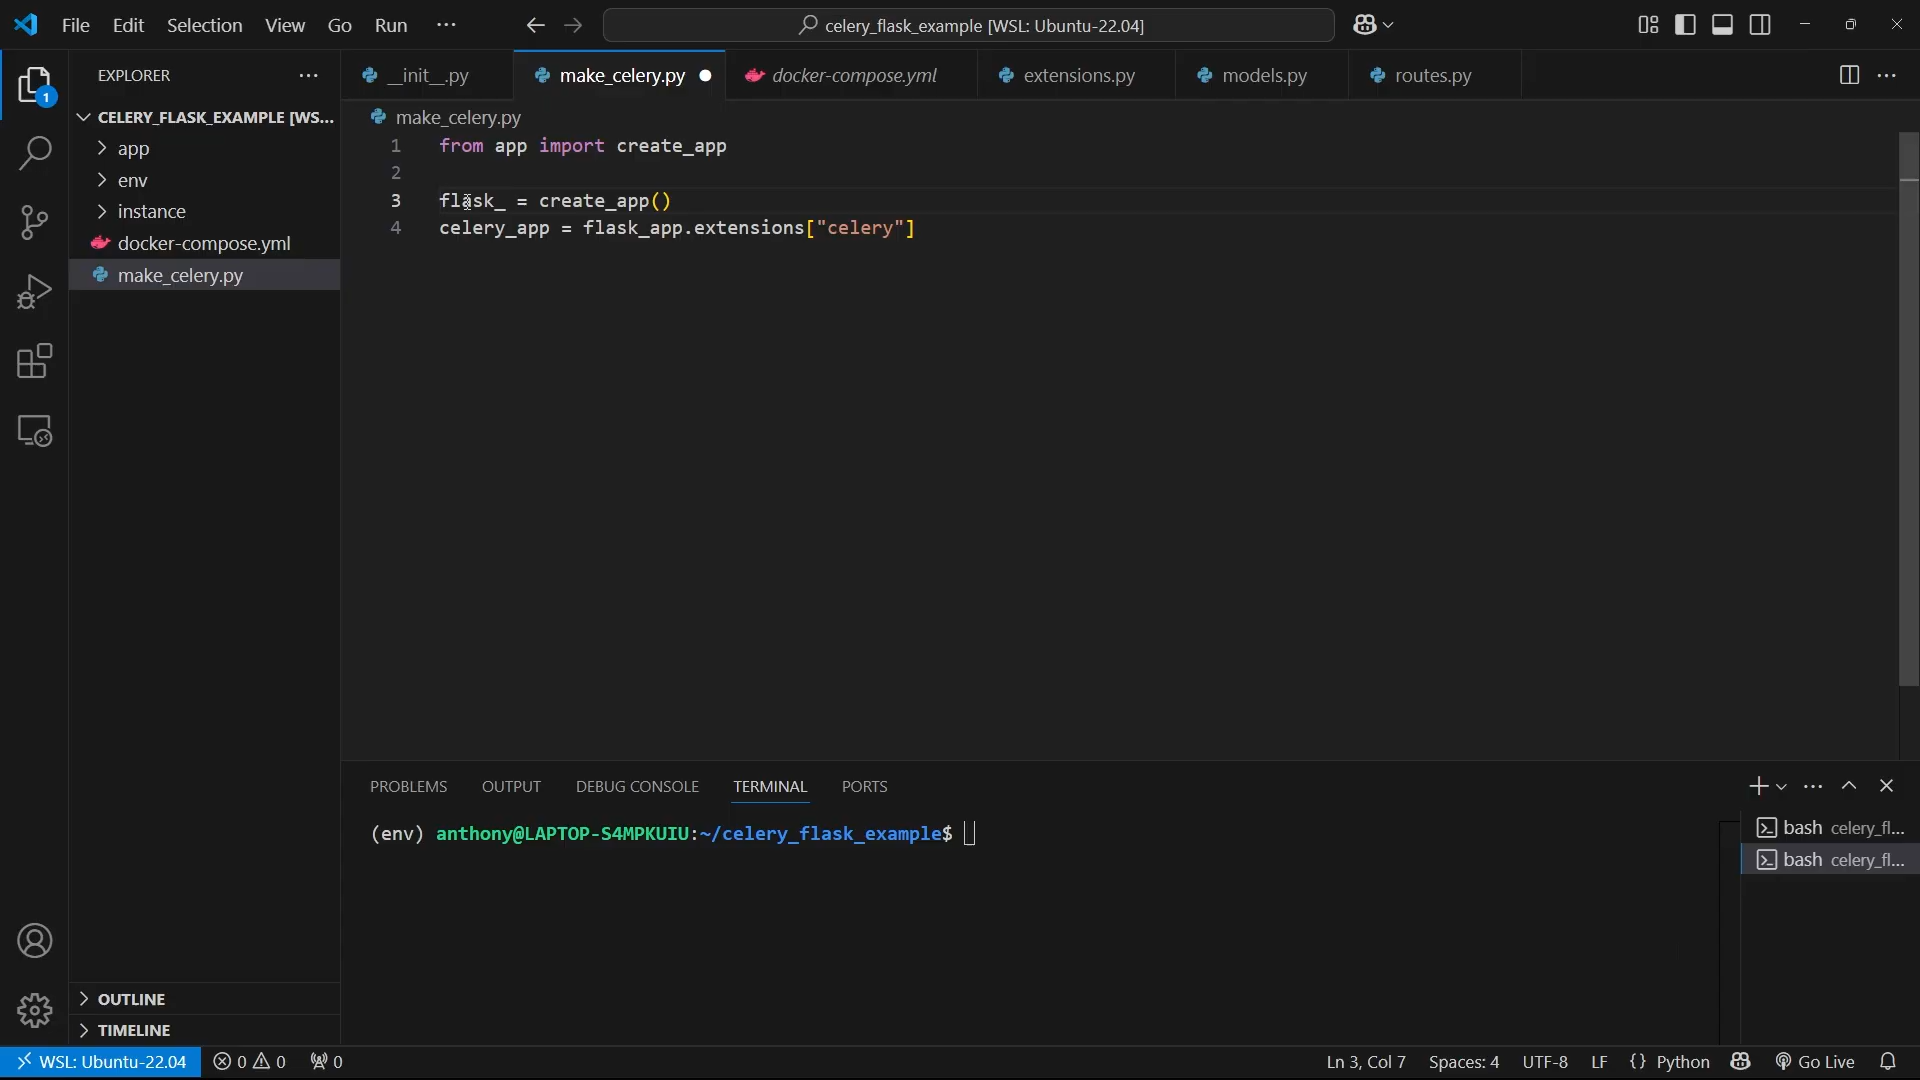 File Edit Selection View Go Run ··· celery_flask_example [WSL: Ubuntu-22.04]
EXPLORER ···
__init__.py make_celery.py docker-compose.yml extensions.py models.py routes.py
CELERY_FLASK_EXAMPLE [WS...
app
env
instance
docker-compose.yml
make_celery.py
make_celery.py
1 from app import create_app
2
3 flask_ = create_app()
4 celery_app = flask_app.extensions["celery"]
PROBLEMS OUTPUT DEBUG CONSOLE TERMINAL PORTS
(env) anthony@LAPTOP-S4MPKUIU:~/celery_flask_example$
bash celery_fl...
bash celery_fl...
1
OUTLINE
TIMELINE
WSL: Ubuntu-22.04 0 0 0 Ln 3, Col 7 Spaces: 4 UTF-8 LF {} Python Go Live